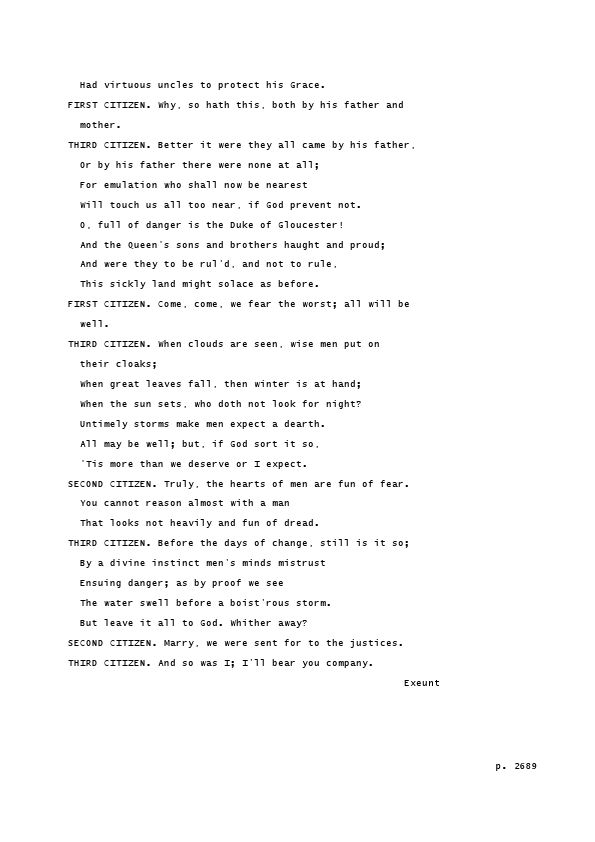 Had virtuous uncles to protect his Grace.
FIRST CITIZEN. Why, so hath this, both by his father and
mother.
THIRD CITIZEN. Better it were they all came by his father,
Or by his father there were none at all;
For emulation who shall now be nearest
Will touch us all too near, if God prevent not.
O, full of danger is the Duke of Gloucester!
And the Queen's sons and brothers haught and proud;
And were they to be rul'd, and not to rule,
This sickly land might solace as before.
FIRST CITIZEN. Come, come, we fear the worst; all will be
well.
THIRD CITIZEN. When clouds are seen, wise men put on
their cloaks;
When great leaves fall, then winter is at hand;
When the sun sets, who doth not look for night?
Untimely storms make men expect a dearth.
All may be well; but, if God sort it so,
'Tis more than we deserve or I expect.
SECOND CITIZEN. Truly, the hearts of men are fun of fear.
You cannot reason almost with a man
That looks not heavily and fun of dread.
THIRD CITIZEN. Before the days of change, still is it so;
By a divine instinct men's minds mistrust
Ensuing danger; as by proof we see
The water swell before a boist'rous storm.
But leave it all to God. Whither away?
SECOND CITIZEN. Marry, we were sent for to the justices.
THIRD CITIZEN. And so was I; I'll bear you company.
Exeunt
p. 2689